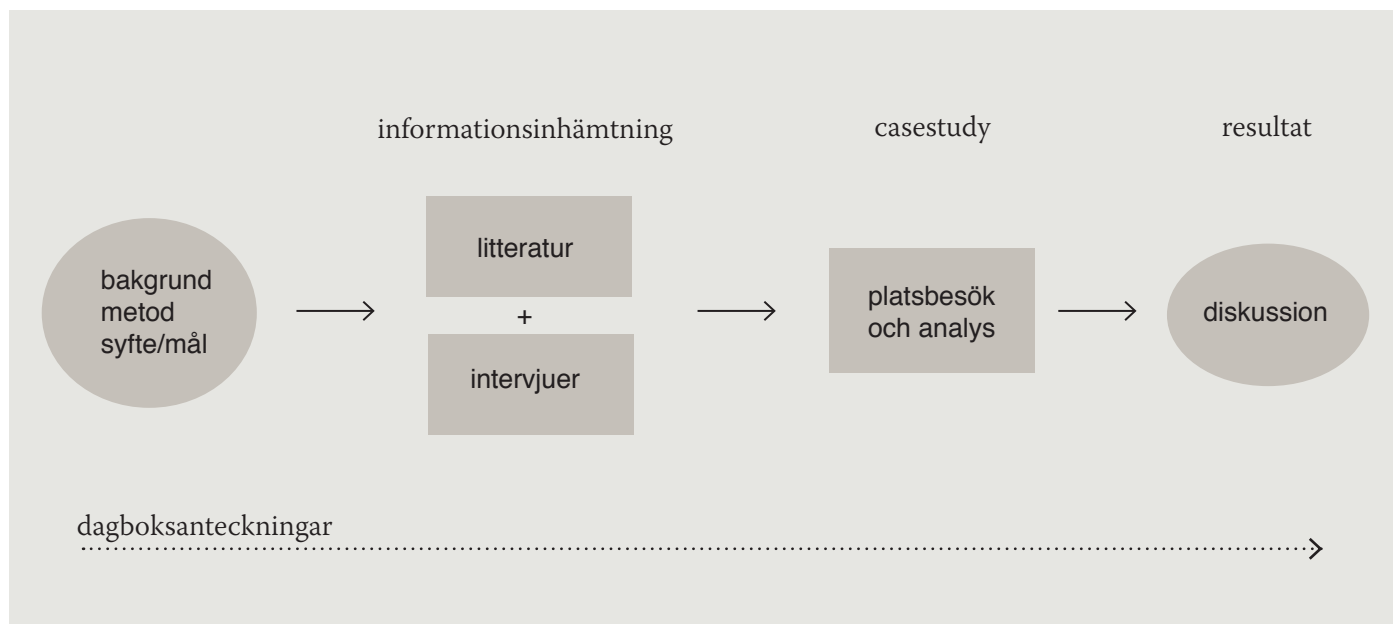 informationsinhämtning
casestudy
resultat
bakgrund
metod
syfte/mål
litteratur
+
intervjuer
platsbesök
och analys
diskussion
dagboksanteckningar